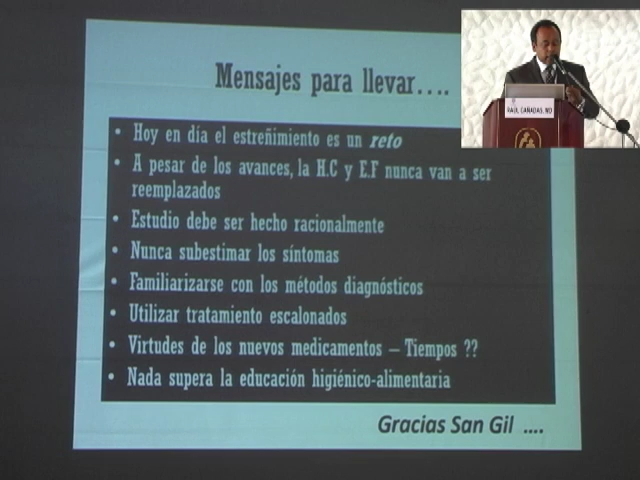 Mensajes para llevar….
• Hoy en día el estreñimiento es un reto
• A pesar de los avances, la H.C y E.F nunca van a ser
reemplazados
• Estudio debe ser hecho racionalmente
• Nunca subestimar los síntomas
• Familiarizarse con los métodos diagnósticos
• Utilizar tratamiento escalonados
• Virtudes de los nuevos medicamentos – Tiempos ??
• Nada supera la educación higiénico-alimentaria
Gracias San Gil ….
RAUL CAÑADAS, MD